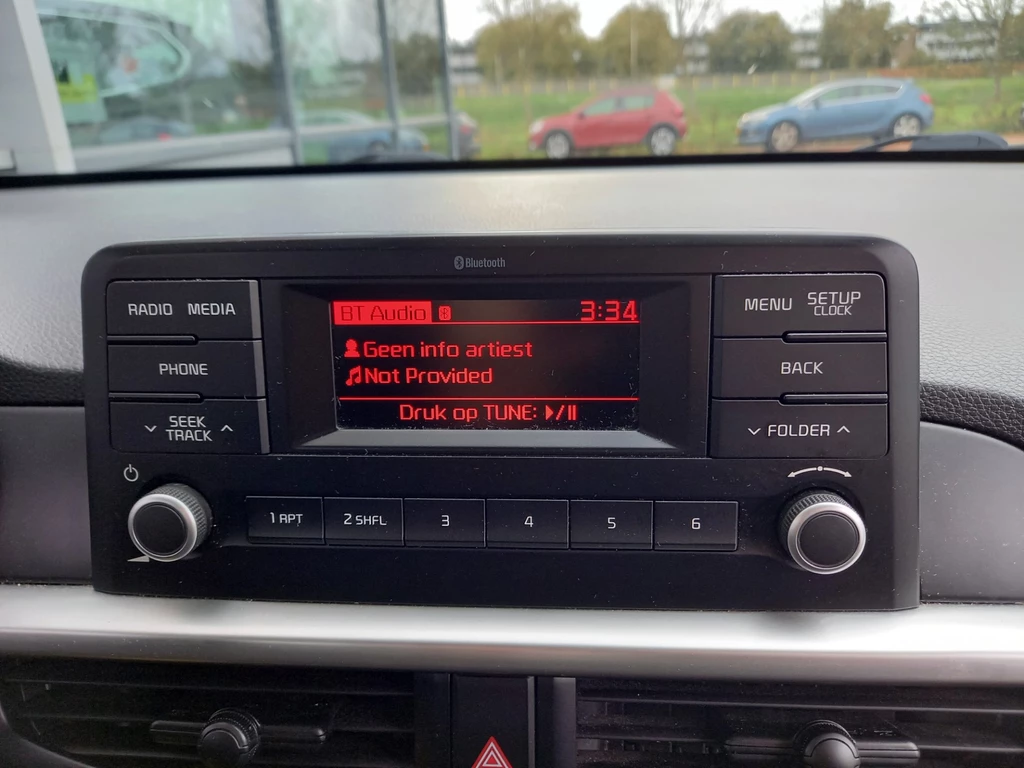 Bluetooth
RADIO MEDIA
PHONE
SEEK
TRACK
BT Audio 3:34
Geen info artiest
Not Provided
Druk op TUNE:
MENU SETUP
CLOCK
BACK
FOLDER
1 RPT 2 SHFL 3 4 5 6